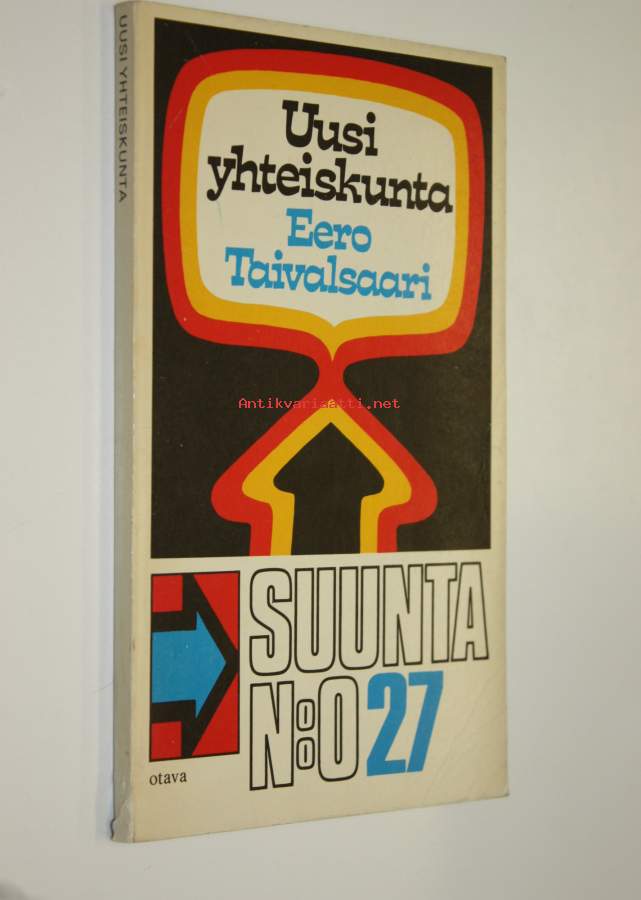 UUSI YHTEISKUNTA
Uusi
yhteiskunta
Eero
Taivalsaari
Antikvariaatti.net
SUUNTA
N:O 27
otava